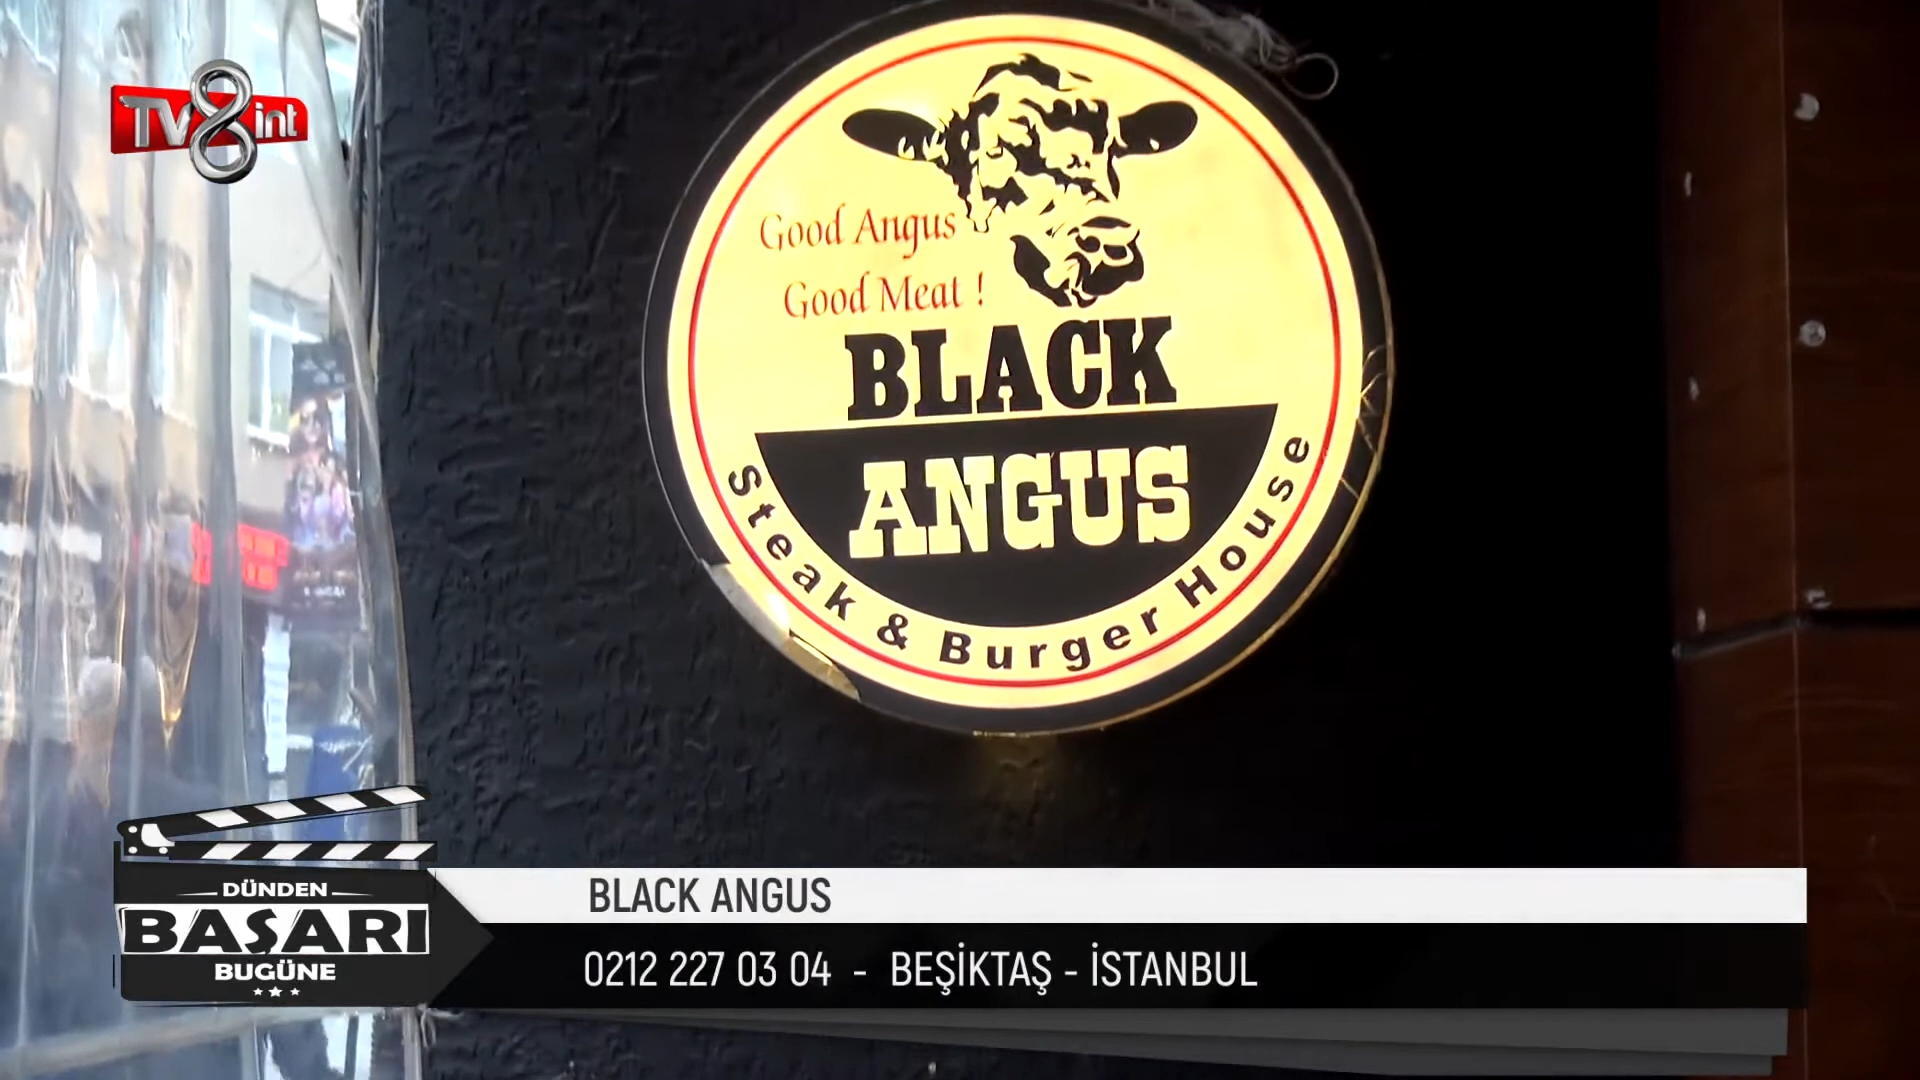 TV8int
Good Angus
Good Meat !
BLACK
ANGUS
Steak & Burger House
DÜNDEN
BAŞARI
BUGÜNE
BLACK ANGUS
0212 227 03 04 - BEŞİKTAŞ - İSTANBUL